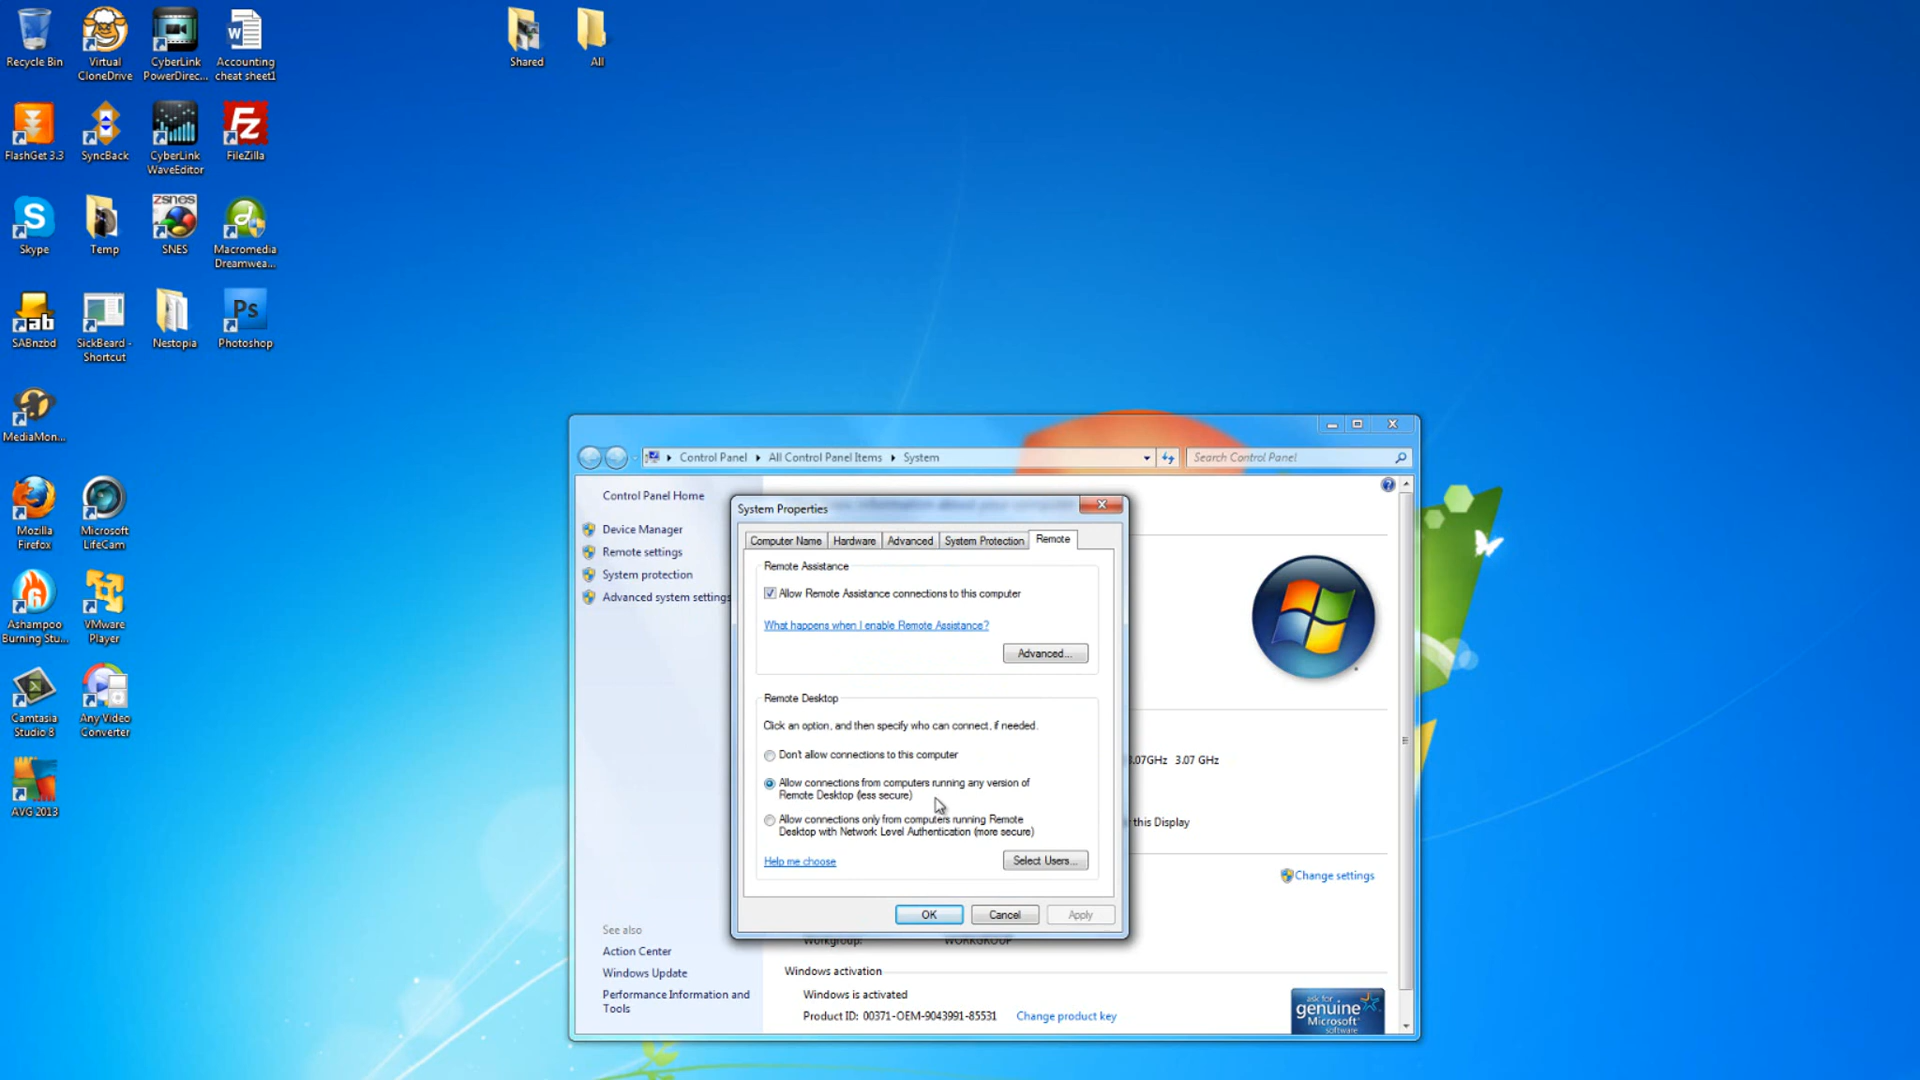 Recycle Bin
Virtual
CloneDrive
CyberLink
PowerDirec...
Accounting
cheat sheet1
Shared
All
FlashGet 3.3
SyncBack
CyberLink
WaveEditor
FileZilla
Skype
Temp
ZSNES
SNES
Macromedia
Dreamwea...
SABnzbd
SickBeard -
Shortcut
Nestopia
Ps
Photoshop
MediaMon...
Mozilla
Firefox
Microsoft
LifeCam
Ashampoo
Burning Stu...
VMware
Player
Camtasia
Studio 8
Any Video
Converter
AVG 2013
Control Panel
All Control Panel Items
System
Search Control Panel
Control Panel Home
Device Manager
Remote settings
System protection
Advanced system settings
See also
Action Center
Windows Update
Performance Information and
Tools
System Properties
Computer Name
Hardware
Advanced
System Protection
Remote
Remote Assistance
Allow Remote Assistance connections to this computer
What happens when I enable Remote Assistance?
Advanced...
Remote Desktop
Click an option, and then specify who can connect, if needed.
Don't allow connections to this computer
Allow connections from computers running any version of
Remote Desktop (less secure)
Allow connections only from computers running Remote
Desktop with Network Level Authentication (more secure)
Help me choose
Select Users...
OK
Cancel
Apply
3.07GHz 3.07 GHz
this Display
Change settings
Workgroup: WORKGROUP
Windows activation
Windows is activated
Product ID: 00371-OEM-9043991-85531
Change product key
ask for
genuine
Microsoft
software